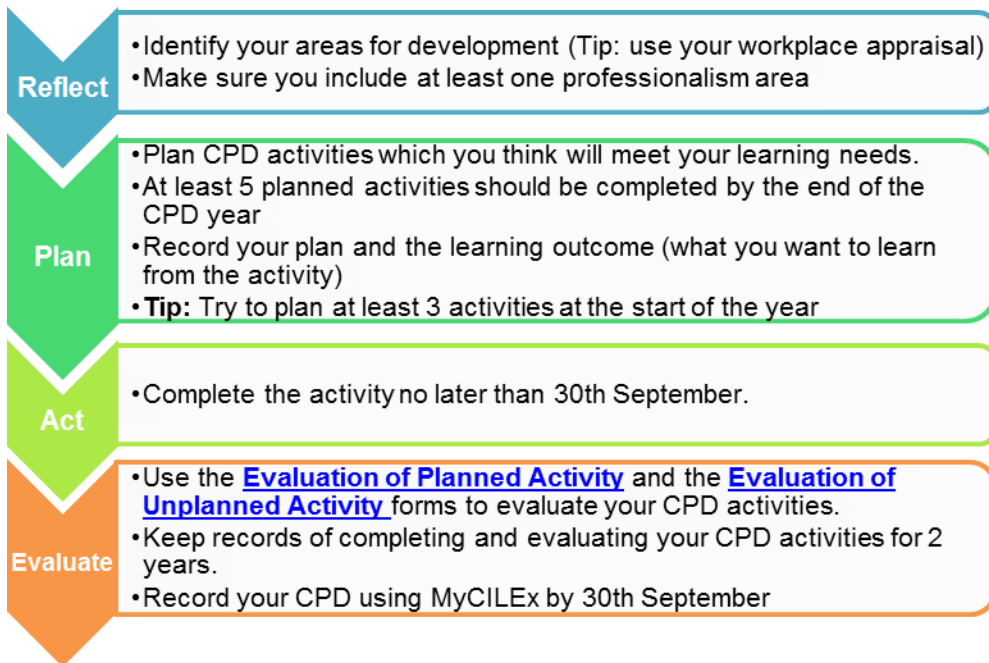 Reflect
•Identify your areas for development (Tip: use your workplace appraisal)
•Make sure you include at least one professionalism area
Plan
•Plan CPD activities which you think will meet your learning needs.
•At least 5 planned activities should be completed by the end of the
CPD year
•Record your plan and the learning outcome (what you want to learn
from the activity)
•Tip: Try to plan at least 3 activities at the start of the year
Act
•Complete the activity no later than 30th September.
Evaluate
•Use the Evaluation of Planned Activity and the Evaluation of
Unplanned Activity forms to evaluate your CPD activities.
•Keep records of completing and evaluating your CPD activities for 2
years.
•Record your CPD using MyCILEx by 30th September